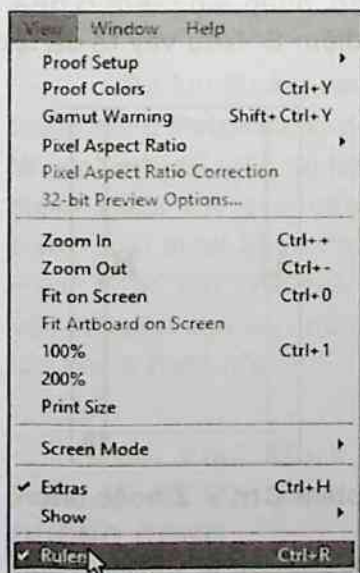 View Window Help
Proof Setup
Proof Colors Ctrl+Y
Gamut Warning Shift+Ctrl+Y
Pixel Aspect Ratio
Pixel Aspect Ratio Correction
32-bit Preview Options...
Zoom In Ctrl++
Zoom Out Ctrl+-
Fit on Screen Ctrl+0
Fit Artboard on Screen
100% Ctrl+1
200%
Print Size
Screen Mode
Extras Ctrl+H
Show
Rulers Ctrl+R